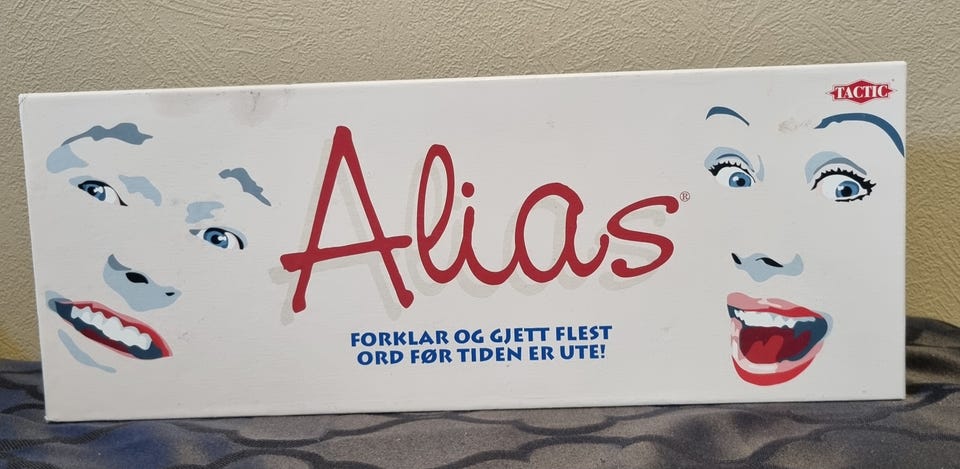 TACTIC
Alias®
FORKLAR OG GJETT FLEST
ORD FØR TIDEN ER UTE!